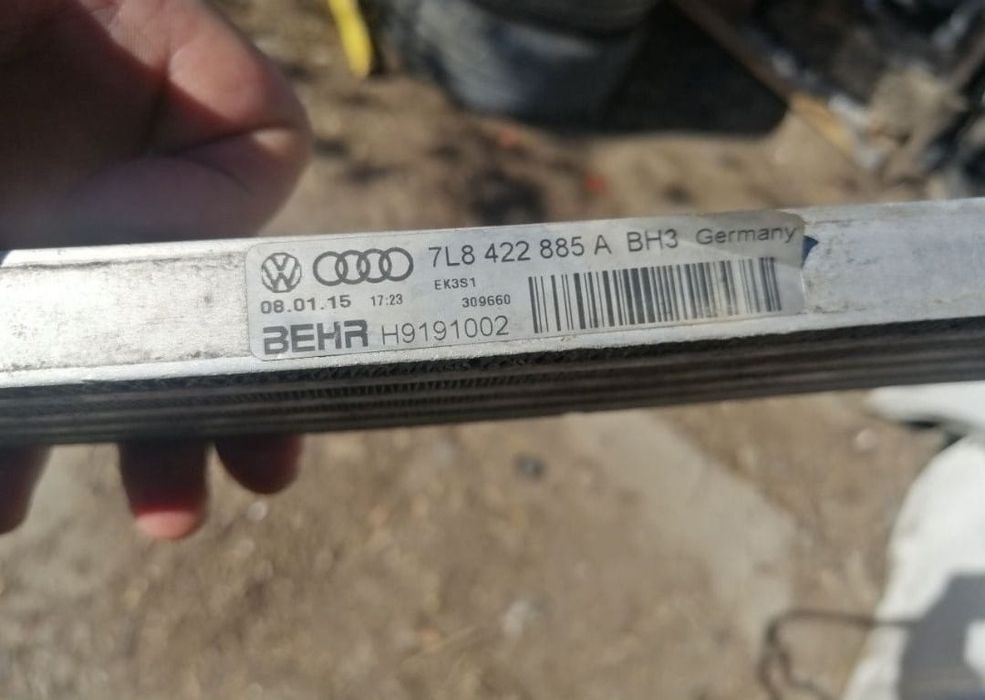 7L8 422 885 A BH3 Germany
EK3S1
08.01.15 17:23 309660
BEHR H9191002